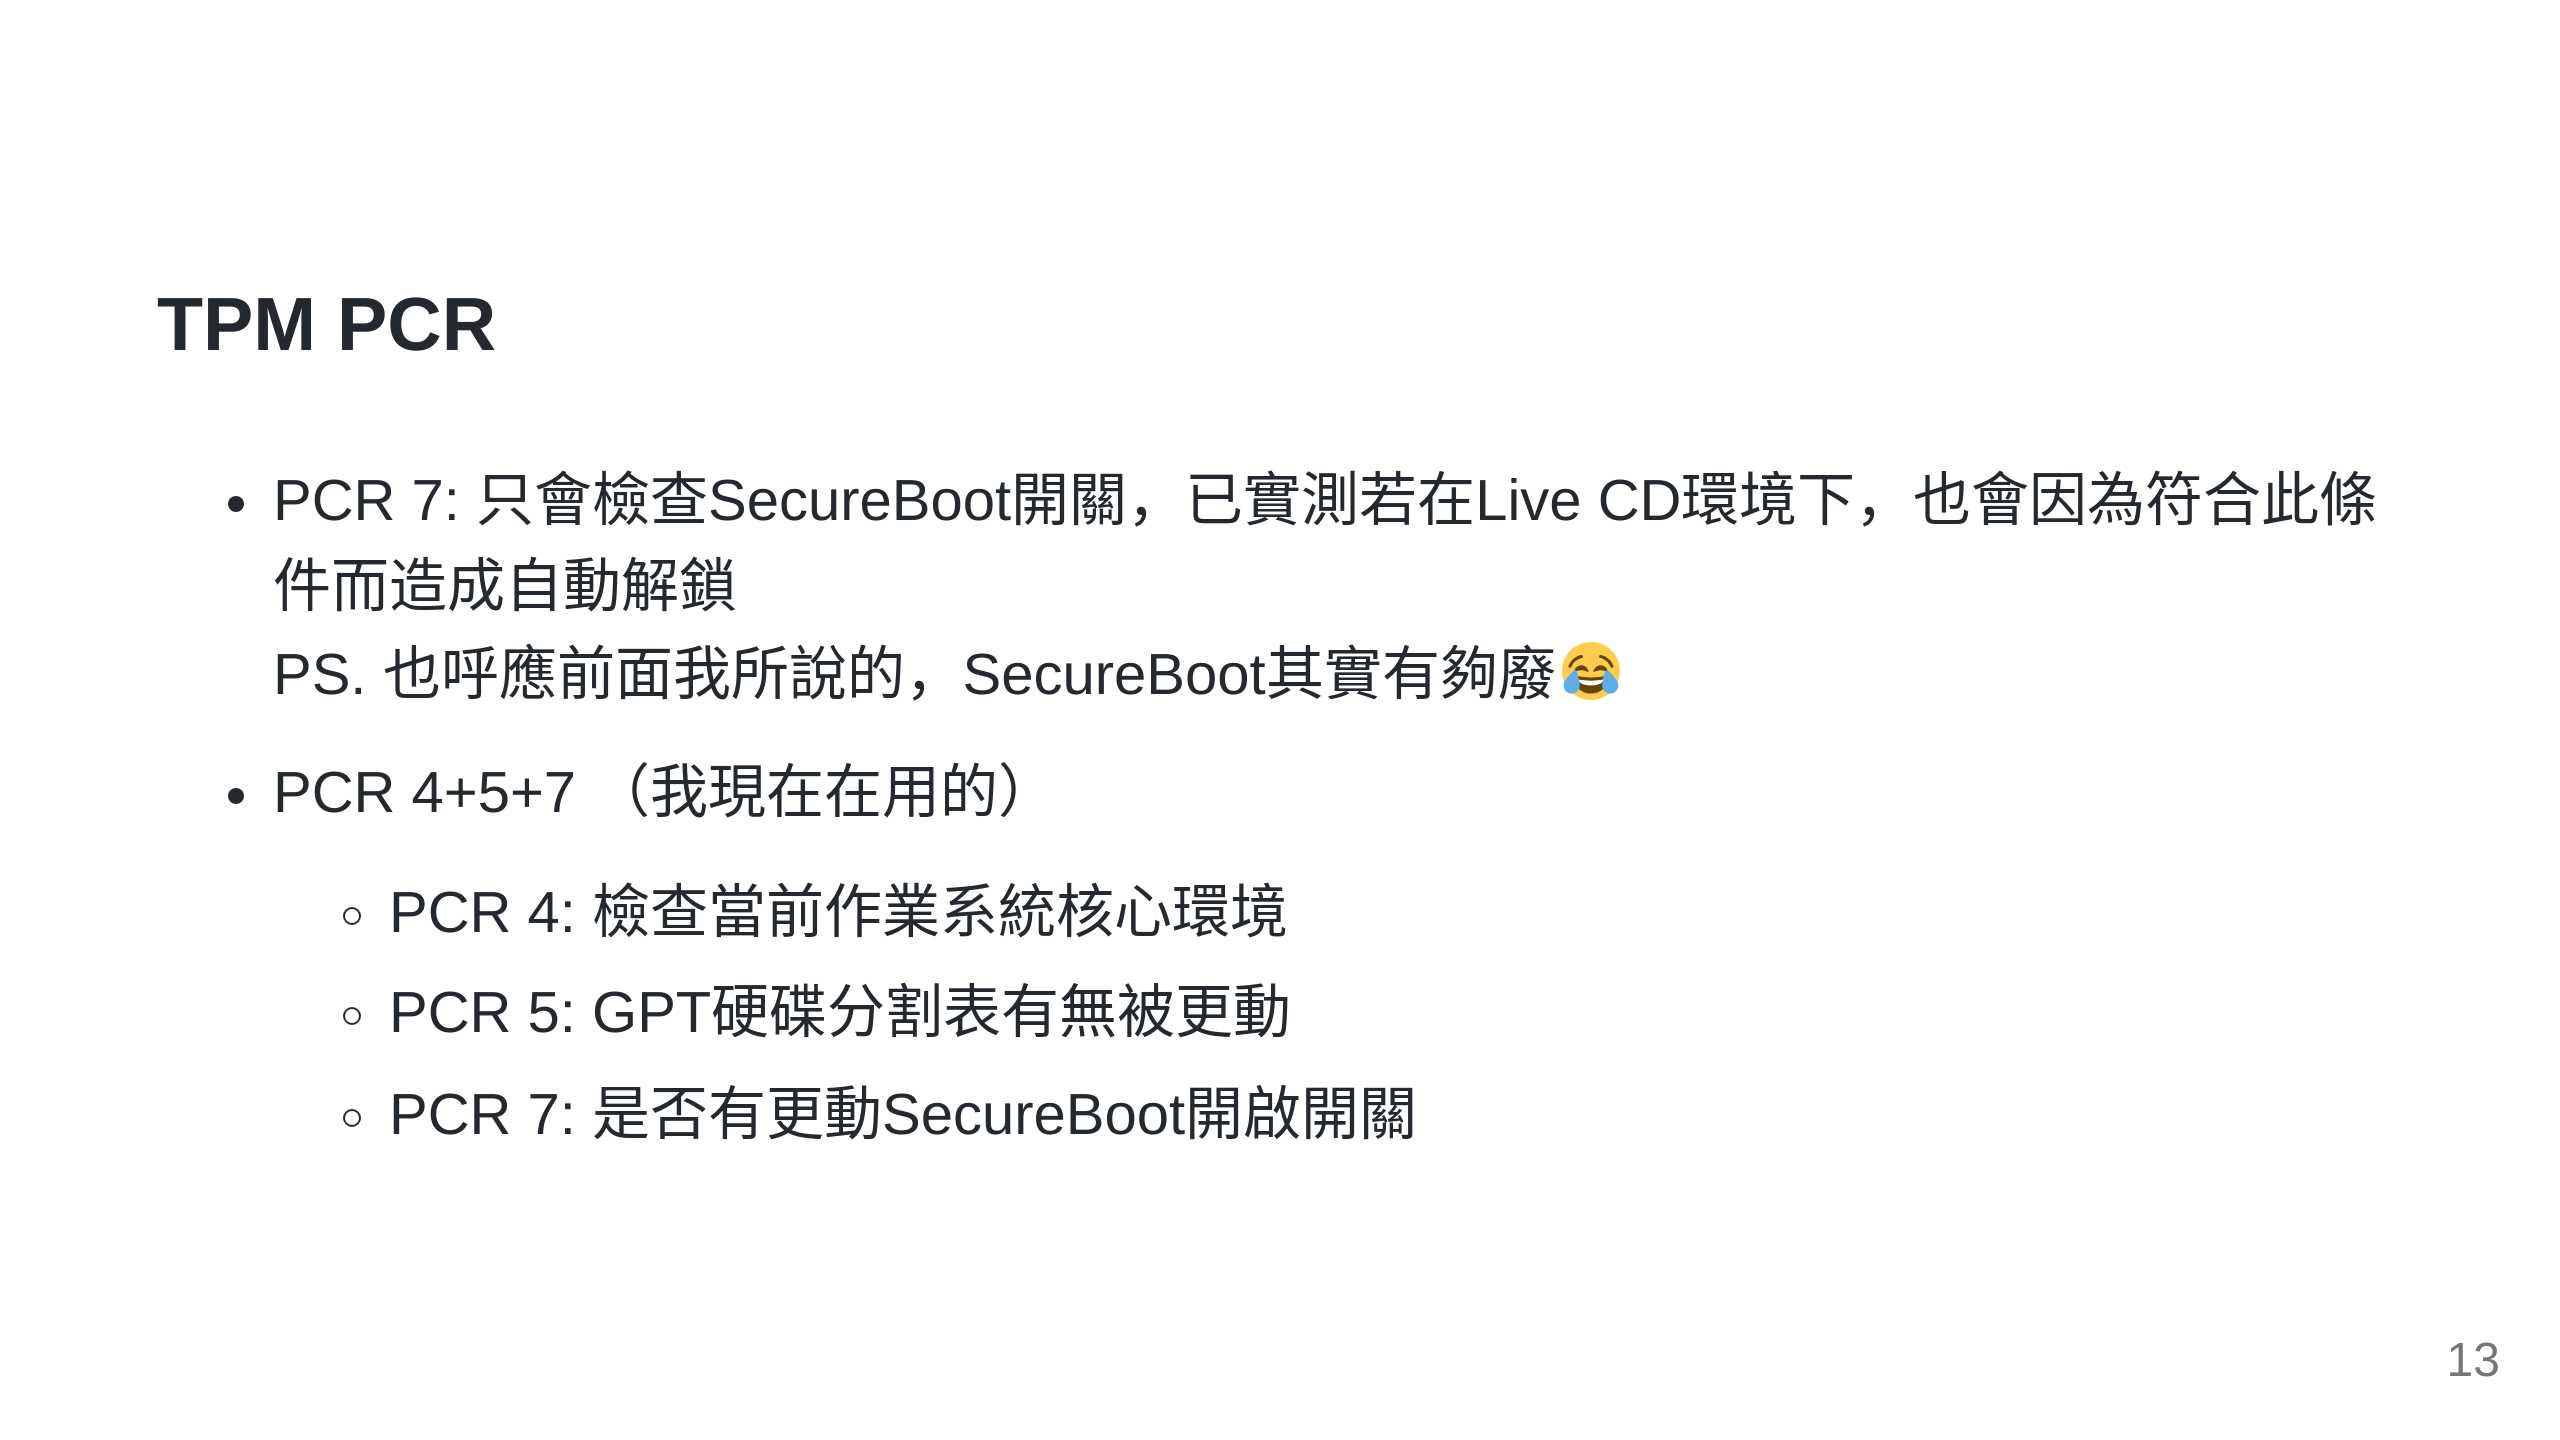 TPM PCR
PCR 7: 只會檢查SecureBoot開關，已實測若在Live CD環境下，也會因為符合此條
件而造成自動解鎖
PS. 也呼應前面我所說的，SecureBoot其實有夠廢😂
PCR 4+5+7 （我現在在用的）
PCR 4: 檢查當前作業系統核心環境
PCR 5: GPT硬碟分割表有無被更動
PCR 7: 是否有更動SecureBoot開啟開關
13